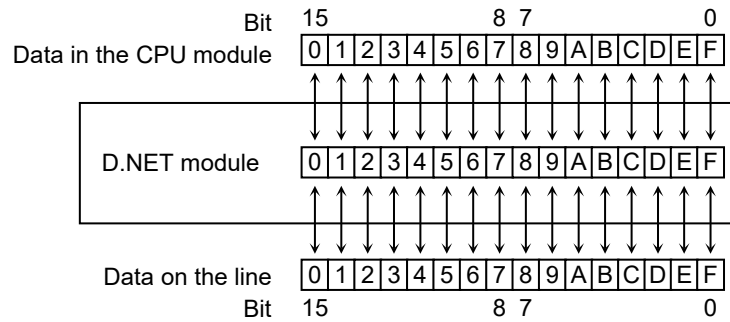 Bit 15 8 7 0
Data in the CPU module 0 1 2 3 4 5 6 7 8 9 A B C D E F
D.NET module 0 1 2 3 4 5 6 7 8 9 A B C D E F
Data on the line 0 1 2 3 4 5 6 7 8 9 A B C D E F
Bit 15 8 7 0